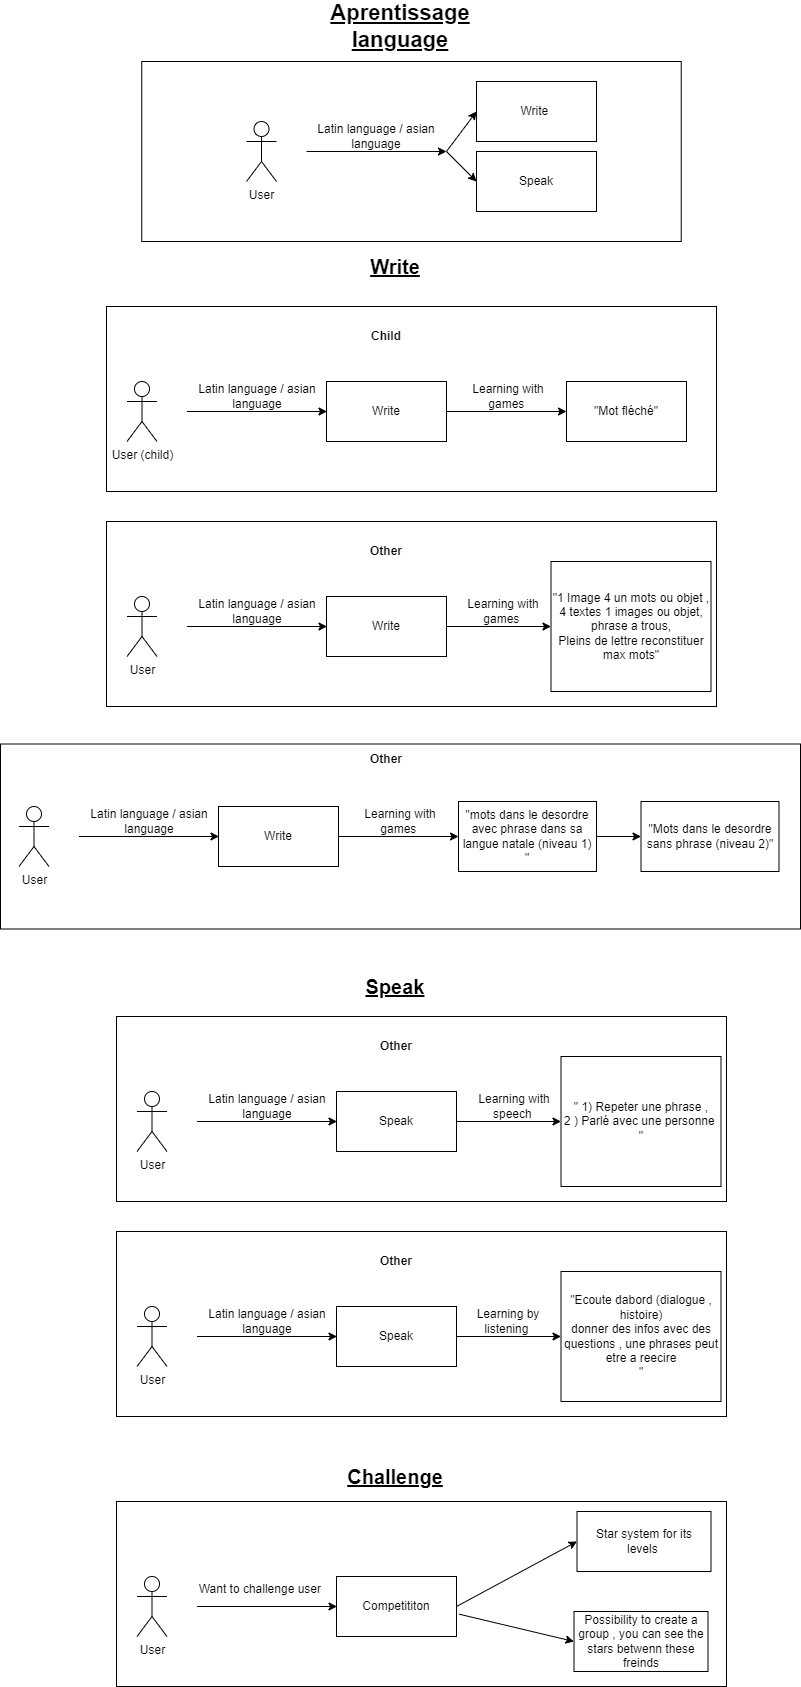 Aprentissage
language
Latin language / asian
language
Write
Speak
User
Write
Child
Latin language / asian
language
Write
Learning with
games
"Mot fléché"
User (child)
Other
Latin language / asian
language
Write
Learning with
games
"1 Image 4 un mots ou objet ,
4 textes 1 images ou objet,
phrase a trous,
Pleins de lettre reconstituer
max mots"
User
Other
Latin language / asian
language
Write
Learning with
games
"mots dans le desordre
avec phrase dans sa
langue natale (niveau 1)
"
"Mots dans le desordre
sans phrase (niveau 2)"
User
Speak
Other
Latin language / asian
language
Speak
Learning with
speech
" 1) Repeter une phrase ,
2 ) Parlé avec une personne
"
User
Other
Latin language / asian
language
Speak
Learning by
listening
"Ecoute dabord (dialogue ,
histoire)
donner des infos avec des
questions , une phrases peut
etre a reecire
"
User
Challenge
Want to challenge user
Competititon
Star system for its
levels
Possibility to create a
group , you can see the
stars betwenn these
freinds
User